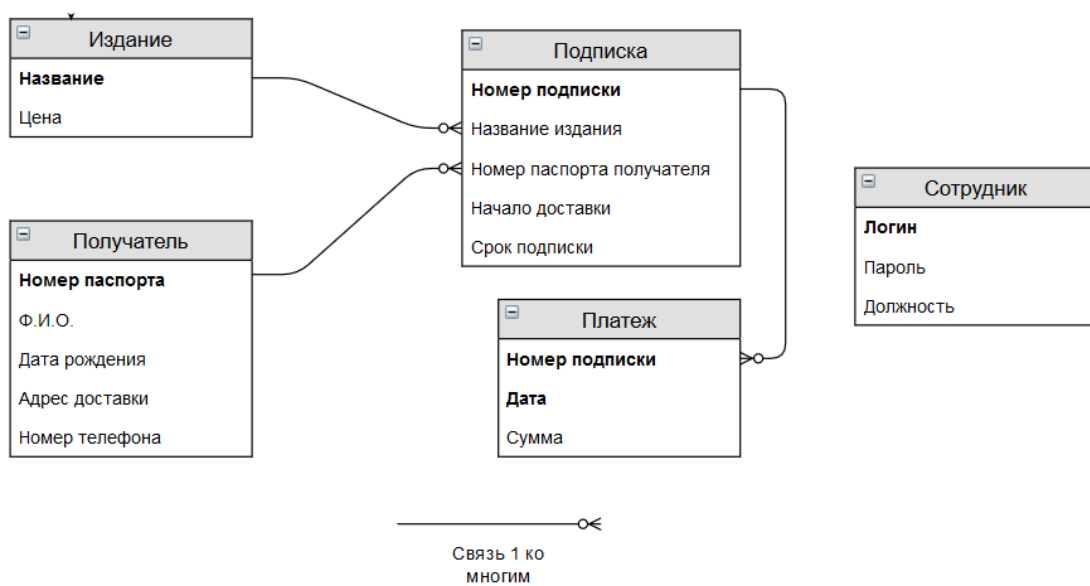 Издание
Название
Цена
Получатель
Номер паспорта
Ф.И.О.
Дата рождения
Адрес доставки
Номер телефона
Подписка
Номер подписки
Название издания
Номер паспорта получателя
Начало доставки
Срок подписки
Платеж
Номер подписки
Дата
Сумма
Сотрудник
Логин
Пароль
Должность
Связь 1 ко
многим